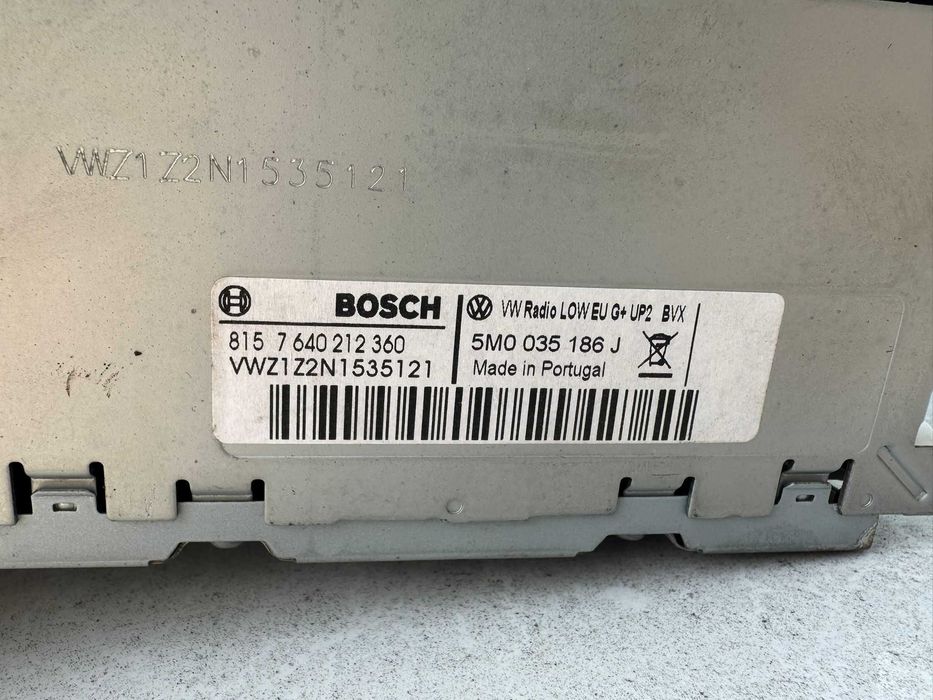 VWZ1Z2N1535121
BOSCH
815 7 640 212 360
VWZ1Z2N1535121
VW Radio LOW EU G+ UP2 BVX
5M0 035 186 J
Made in Portugal